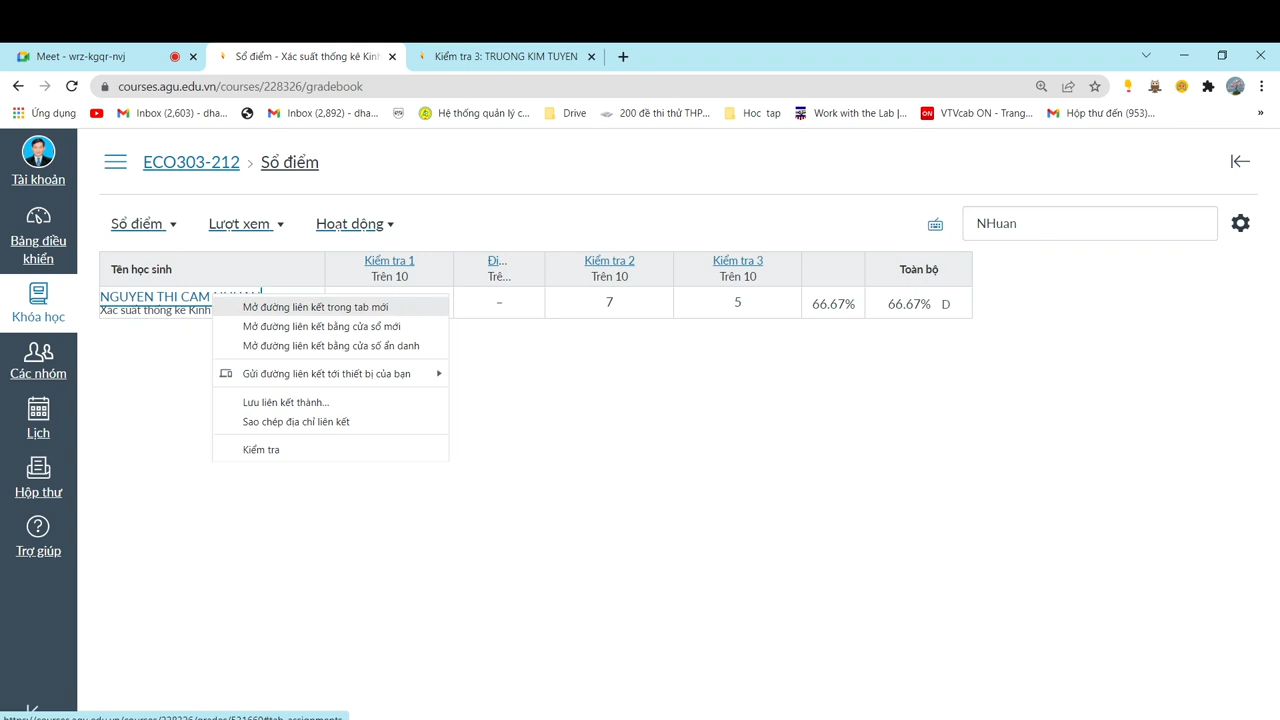 Meet - wrz-kgqr-nvj
Sổ điểm - Xác suất thống kê Kinh
Kiểm tra 3: TRUONG KIM TUYEN
courses.agu.edu.vn/courses/228326/gradebook
Ứng dụng
Inbox (2,603) - dha...
Inbox (2,892) - dha...
Hệ thống quản lý c...
Drive
200 đề thi thử THP...
Hoc tap
Work with the Lab |...
VTVcab ON - Trang...
Hộp thư đến (953)...
»
Tài khoản
Bảng điều khiển
Khóa học
Các nhóm
Lịch
Hộp thư
Trợ giúp
ECO303-212 › Sổ điểm
Sổ điểm
Lượt xem
Hoạt động
NHuan
Tên học sinh
Kiểm tra 1
Trên 10
Đi...
Trê...
Kiểm tra 2
Trên 10
Kiểm tra 3
Trên 10
Toàn bộ
NGUYEN THI CAM
Xác suất thống kê Kinh
–
7
5
66.67%
66.67% D
Mở đường liên kết trong tab mới
Mở đường liên kết bằng cửa sổ mới
Mở đường liên kết bằng cửa sổ ẩn danh
Gửi đường liên kết tới thiết bị của bạn
Lưu liên kết thành...
Sao chép địa chỉ liên kết
Kiểm tra